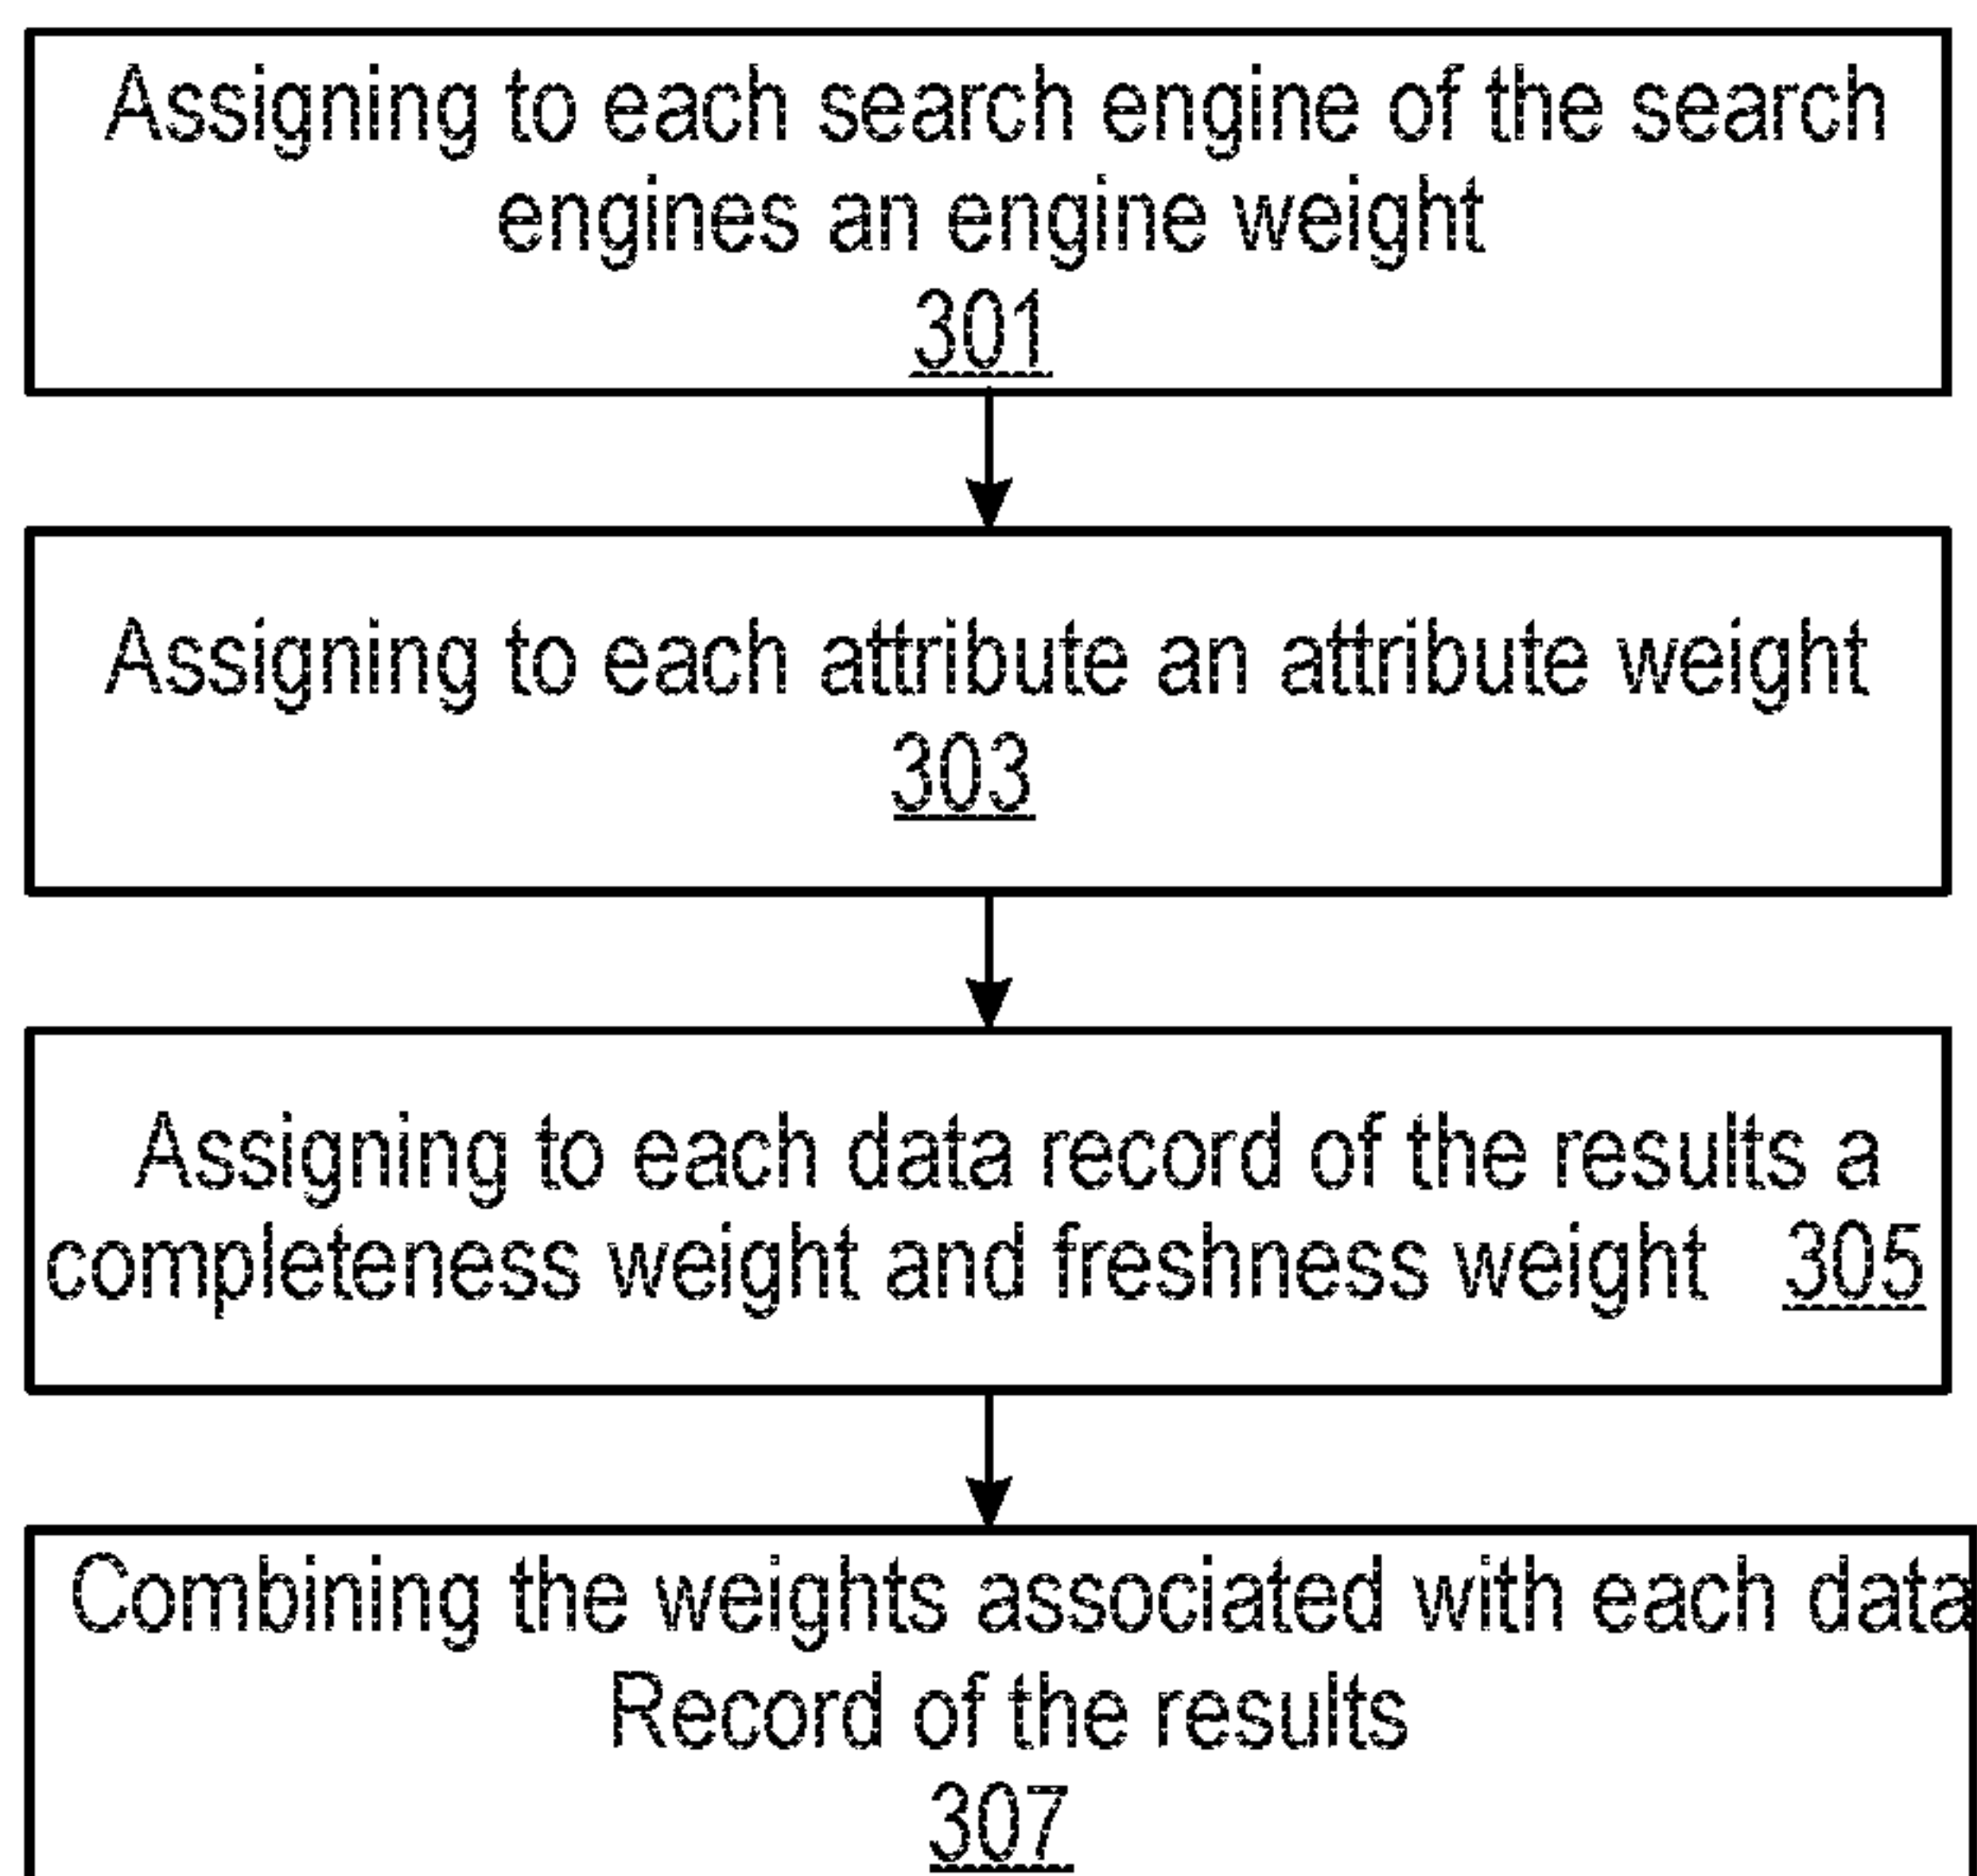 Assigning to each search engine of the search
engines an engine weight
301
Assigning to each attribute an attribute weight
303
Assigning to each data record of the results a
completeness weight and freshness weight 305
Combining the weights associated with each data
Record of the results
307